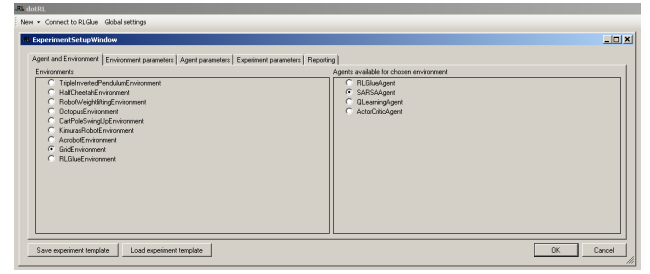 dotRL
New Connect to RLGlue Global settings
ExperimentSetupWindow
Agent and Environment Environment parameters Agent parameters Experiment parameters Reporting
Environments
TripleInvertedPendulumEnvironment
HalfCheetahEnvironment
RobotWeightliftingEnvironment
OctopusEnvironment
CartPoleSwingUpEnvironment
KimurasRobotEnvironment
AcrobotEnvironment
GridEnvironment
RLGlueEnvironment
Agents available for chosen environment
RLGlueAgent
SARSAAgent
QLearningAgent
ActorCriticAgent
Save experiment template Load experiment template OK Cancel